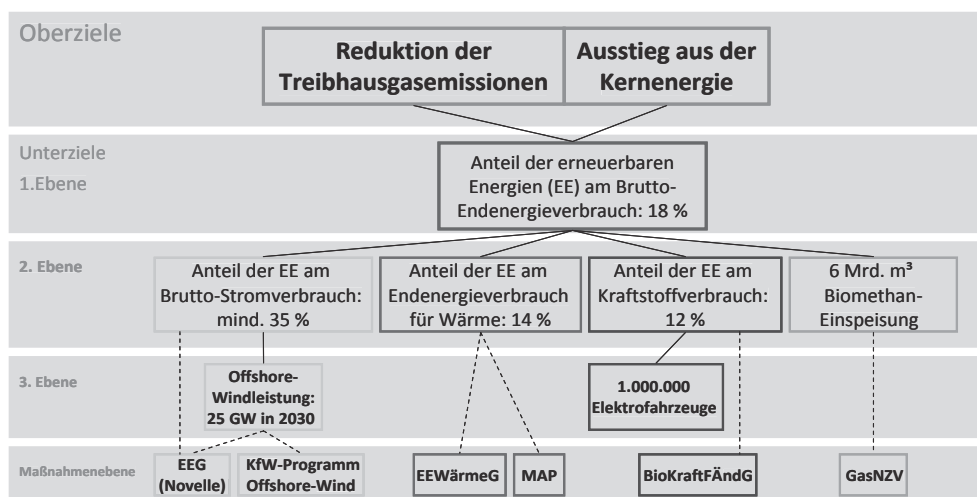 Oberziele
Reduktion der
Treibhausgasemissionen
Ausstieg aus der
Kernenergie
Unterziele
1.Ebene
Anteil der erneuerbaren
Energien (EE) am Brutto-
Endenergieverbrauch: 18 %
2. Ebene
Anteil der EE am
Brutto-Stromverbrauch:
mind. 35 %
Anteil der EE am
Endenergieverbrauch
für Wärme: 14 %
Anteil der EE am
Kraftstoffverbrauch:
12 %
6 Mrd. m³
Biomethan-
Einspeisung
3. Ebene
Offshore-
Windleistung:
25 GW in 2030
1.000.000
Elektrofahrzeuge
Maßnahmenebene
EEG
(Novelle)
KfW-Programm
Offshore-Wind
EEWärmeG
MAP
BioKraftFÄndG
GasNZV